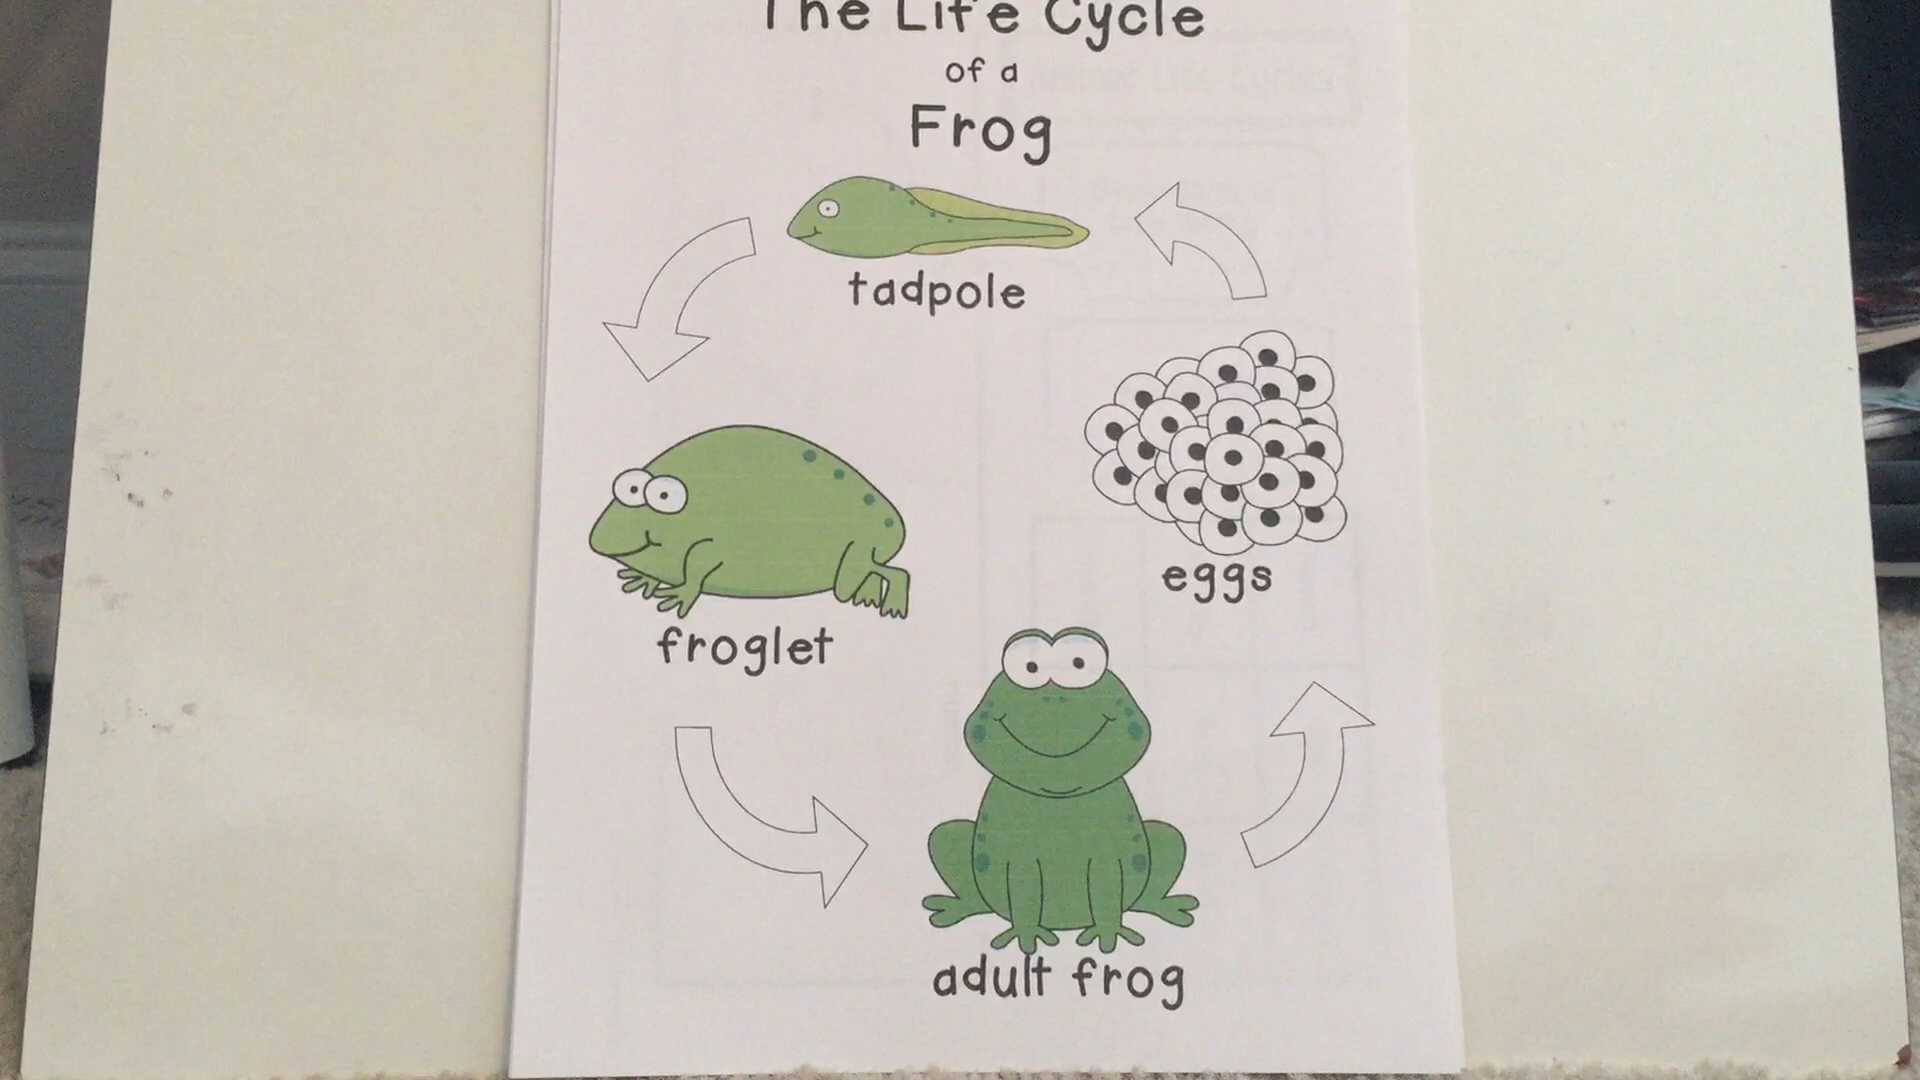 The Life Cycle
of a
Frog
tadpole
eggs
froglet
adult frog